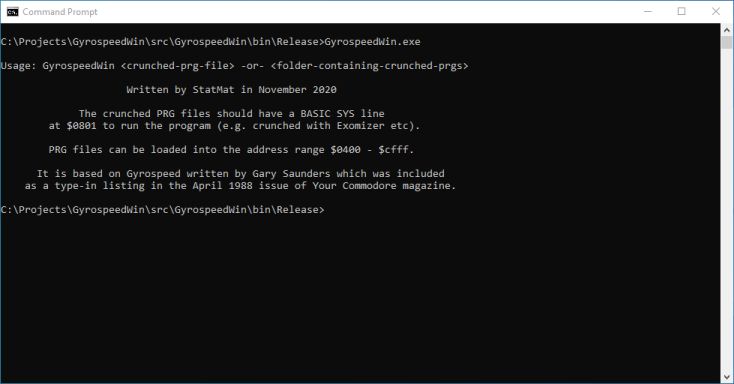 Command Prompt
C:\Projects\GyrospeedWin\src\GyrospeedWin\bin\Release>GyrospeedWin.exe
Usage: GyrospeedWin <crunched-prg-file> -or- <folder-containing-crunched-prgs>
Written by StatMat in November 2020
The crunched PRG files should have a BASIC SYS line
at $0801 to run the program (e.g. crunched with Exomizer etc).
PRG files can be loaded into the address range $0400 - $cfff.
It is based on Gyrospeed written by Gary Saunders which was included
as a type-in listing in the April 1988 issue of Your Commodore magazine.
C:\Projects\GyrospeedWin\src\GyrospeedWin\bin\Release>